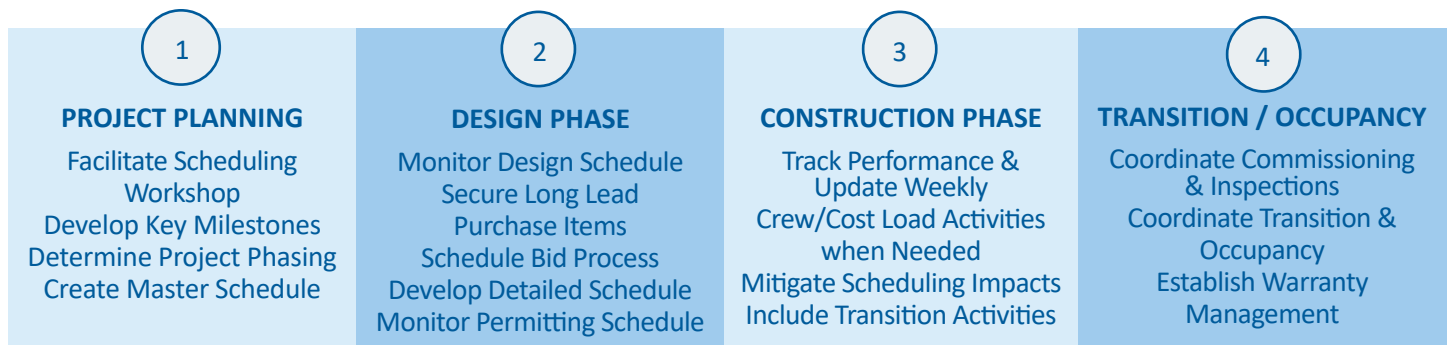 1
PROJECT PLANNING
Facilitate Scheduling
Workshop
Develop Key Milestones
Determine Project Phasing
Create Master Schedule
2
DESIGN PHASE
Monitor Design Schedule
Secure Long Lead
Purchase Items
Schedule Bid Process
Develop Detailed Schedule
Monitor Permitting Schedule
3
CONSTRUCTION PHASE
Track Performance &
Update Weekly
Crew/Cost Load Activities
when Needed
Mitigate Scheduling Impacts
Include Transition Activities
4
TRANSITION / OCCUPANCY
Coordinate Commissioning
& Inspections
Coordinate Transition &
Occupancy
Establish Warranty
Management